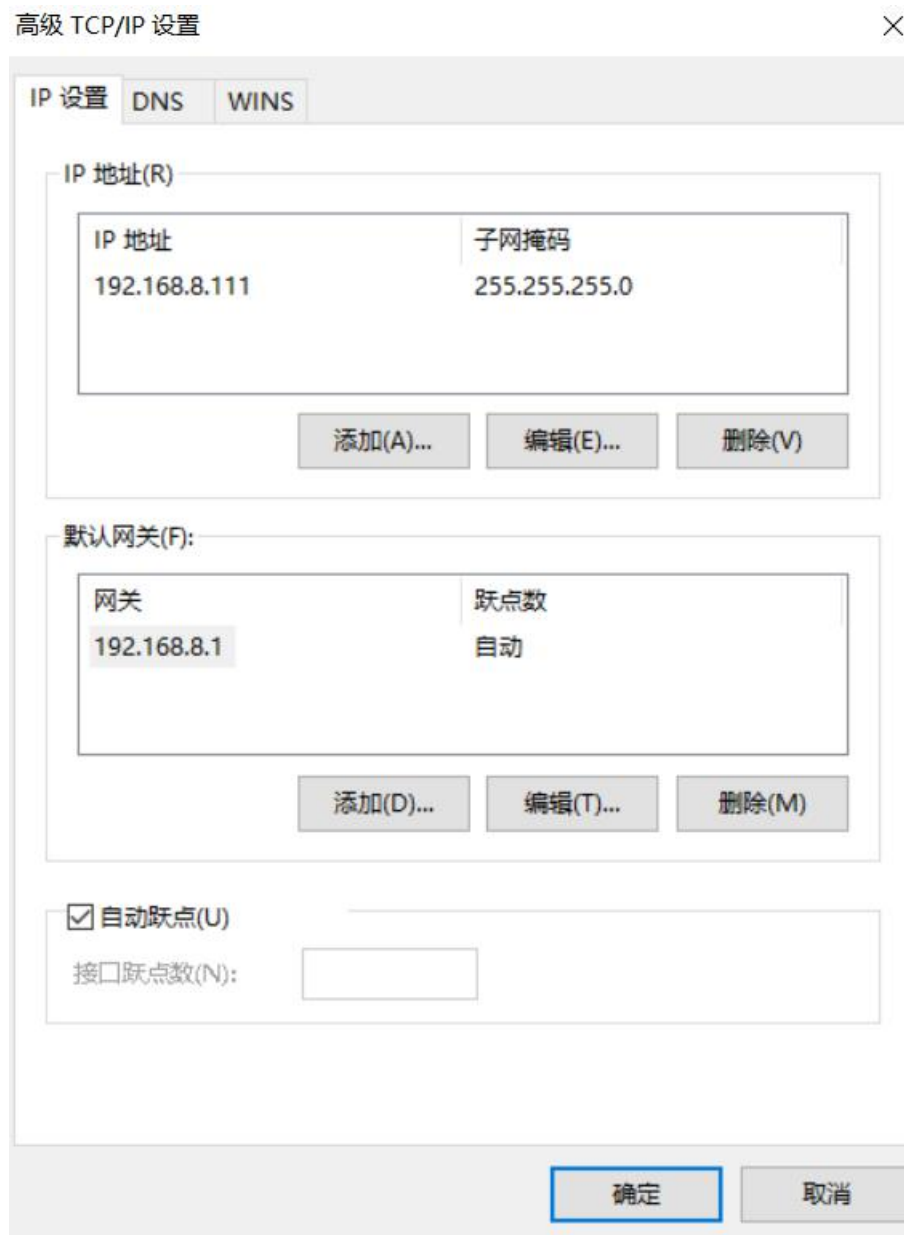 高级 TCP/IP 设置
IP 设置 DNS WINS
IP 地址(R)
IP 地址 子网掩码
192.168.8.111 255.255.255.0
添加(A)... 编辑(E)... 删除(V)
默认网关(F):
网关 跃点数
192.168.8.1 自动
添加(D)... 编辑(T)... 删除(M)
自动跃点(U)
接口跃点数(N):
确定 取消